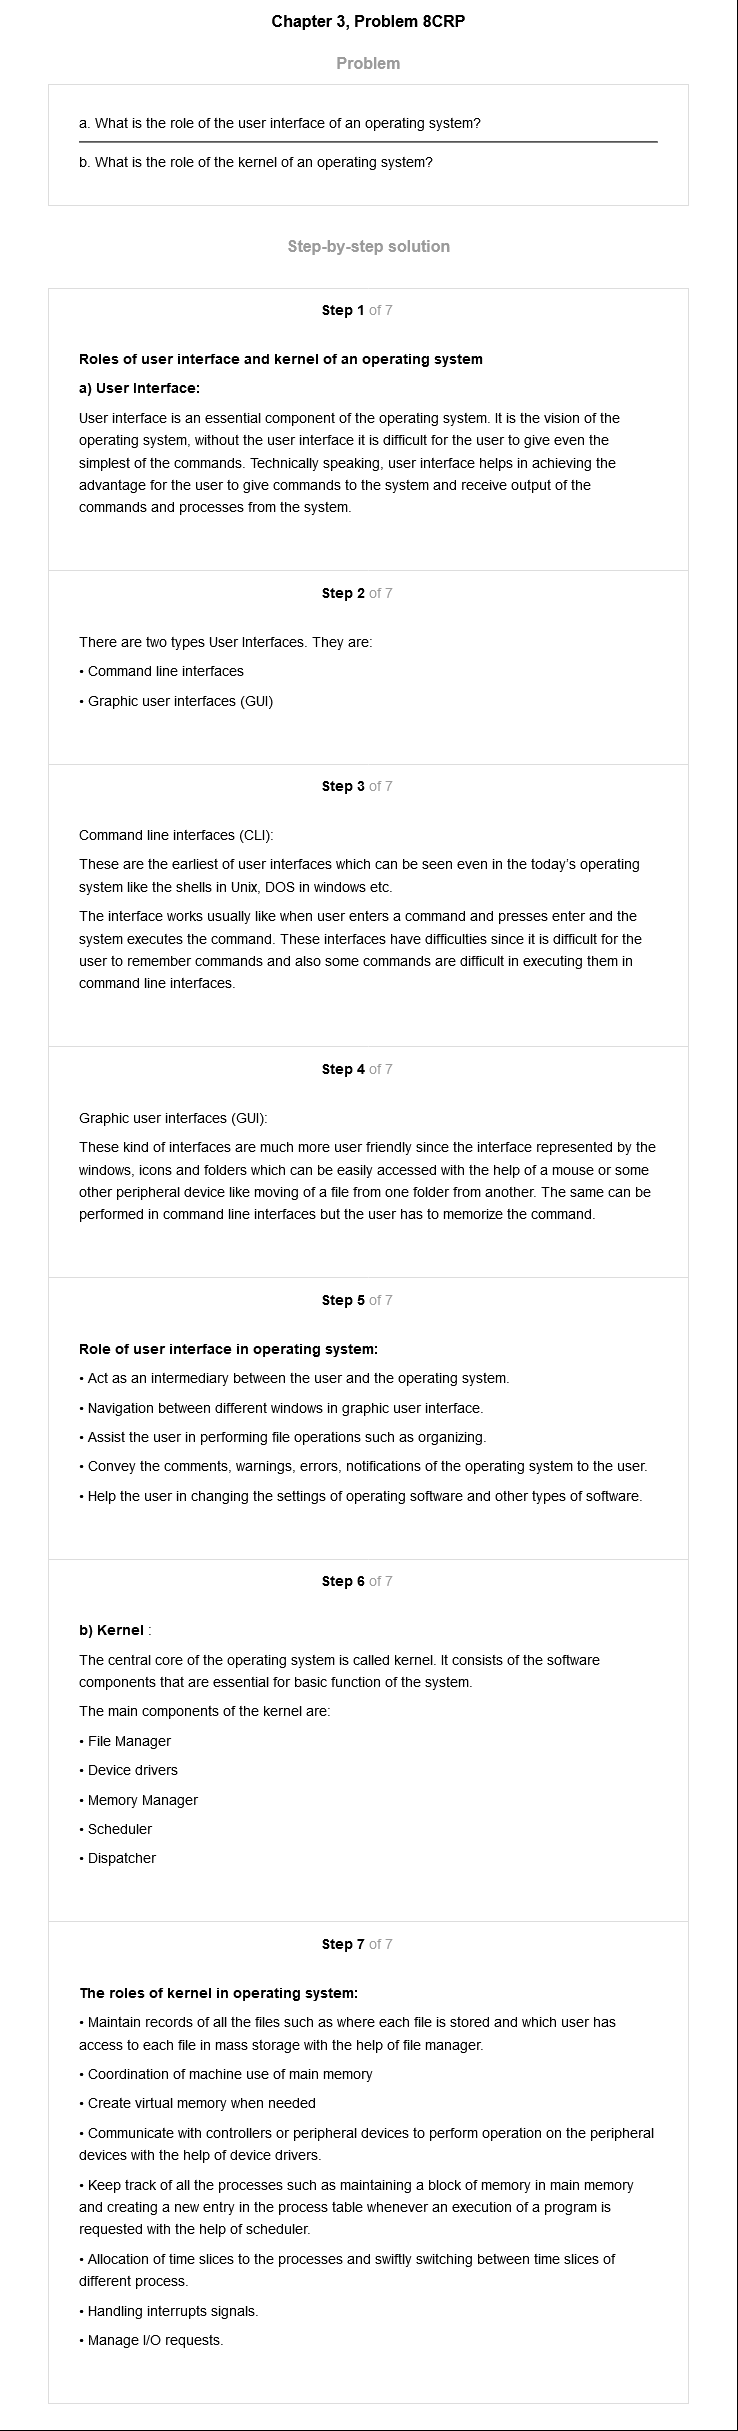 Chapter 3, Problem 8CRP
Problem
a. What is the role of the user interface of an operating system?
b. What is the role of the kernel of an operating system?
Step-by-step solution
Step 1 of 7
Roles of user interface and kernel of an operating system
a) User Interface:
User interface is an essential component of the operating system. It is the vision of the
operating system, without the user interface it is difficult for the user to give even the
simplest of the commands. Technically speaking, user interface helps in achieving the
advantage for the user to give commands to the system and receive output of the
commands and processes from the system.
Step 2 of 7
There are two types User Interfaces. They are:
• Command line interfaces
• Graphic user interfaces (GUI)
Step 3 of 7
Command line interfaces (CLI):
These are the earliest of user interfaces which can be seen even in the today's operating
system like the shells in Unix, DOS in windows etc.
The interface works usually like when user enters a command and presses enter and the
system executes the command. These interfaces have difficulties since it is difficult for the
user to remember commands and also some commands are difficult in executing them in
command line interfaces.
Step 4 of 7
Graphic user interfaces (GUI):
These kind of interfaces are much more user friendly since the interface represented by the
windows, icons and folders which can be easily accessed with the help of a mouse or some
other peripheral device like moving of a file from one folder from another. The same can be
performed in command line interfaces but the user has to memorize the command.
Step 5 of 7
Role of user interface in operating system:
• Act as an intermediary between the user and the operating system.
• Navigation between different windows in graphic user interface.
• Assist the user in performing file operations such as organizing.
• Convey the comments, warnings, errors, notifications of the operating system to the user.
• Help the user in changing the settings of operating software and other types of software.
Step 6 of 7
b) Kernel :
The central core of the operating system is called kernel. It consists of the software
components that are essential for basic function of the system.
The main components of the kernel are:
• File Manager
• Device drivers
• Memory Manager
• Scheduler
• Dispatcher
Step 7 of 7
The roles of kernel in operating system:
• Maintain records of all the files such as where each file is stored and which user has
access to each file in mass storage with the help of file manager.
• Coordination of machine use of main memory
• Create virtual memory when needed
• Communicate with controllers or peripheral devices to perform operation on the peripheral
devices with the help of device drivers.
• Keep track of all the processes such as maintaining a block of memory in main memory
and creating a new entry in the process table whenever an execution of a program is
requested with the help of scheduler.
• Allocation of time slices to the processes and swiftly switching between time slices of
different process.
• Handling interrupts signals.
• Manage I/O requests.